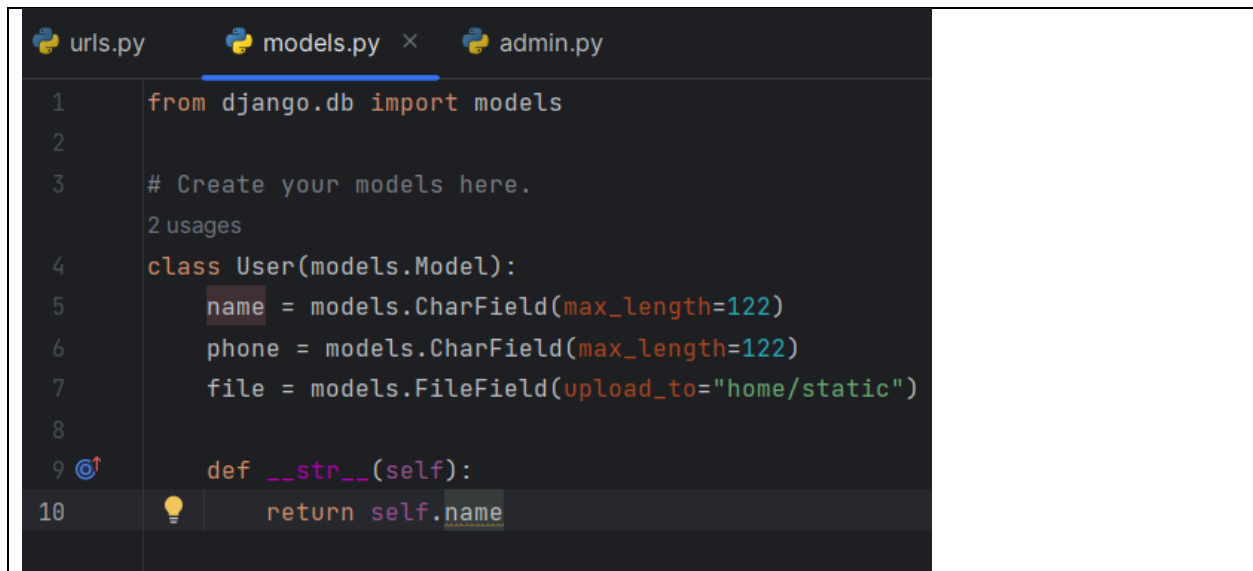 urls.py models.py × admin.py
1 from django.db import models
2
3 # Create your models here.
2 usages
4 class User(models.Model):
5 name = models.CharField(max_length=122)
6 phone = models.CharField(max_length=122)
7 file = models.FileField(upload_to="home/static")
8
9 def __str__(self):
10 return self.name